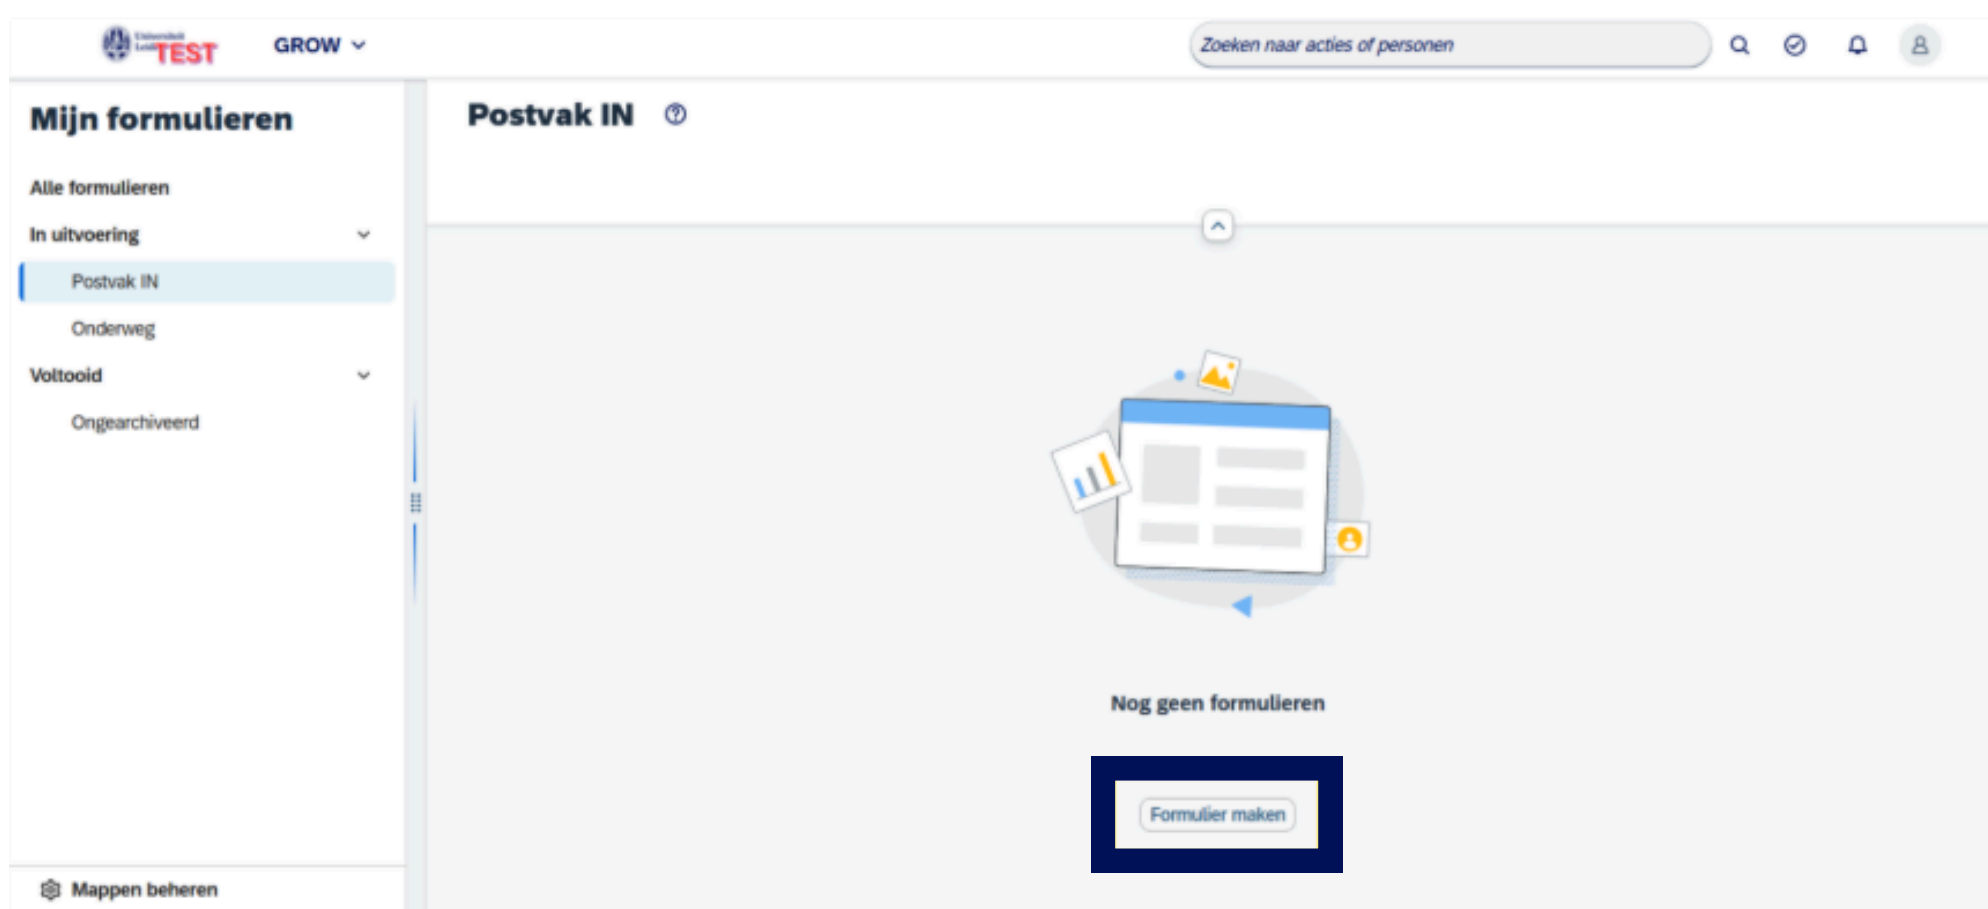 Universiteit
TEST
GROW
Zoeken naar acties of personen
Mijn formulieren
Alle formulieren
In uitvoering
Postvak IN
Onderweg
Voltooid
Ongearchiveerd
Mappen beheren
Postvak IN
Nog geen formulieren
Formulier maken